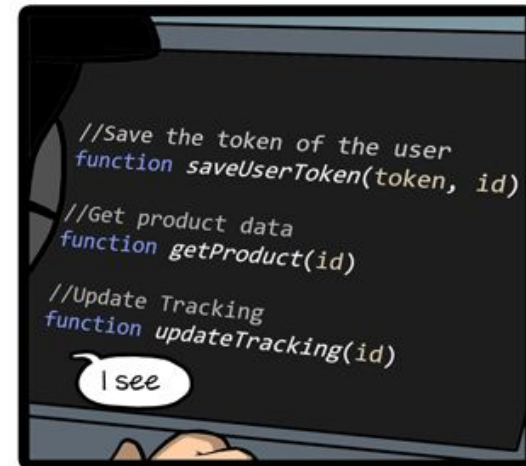 //Save the token of the user
function saveUserToken(token, id)
//Get product data
function getProduct(id)
//Update Tracking
function updateTracking(id)
I see